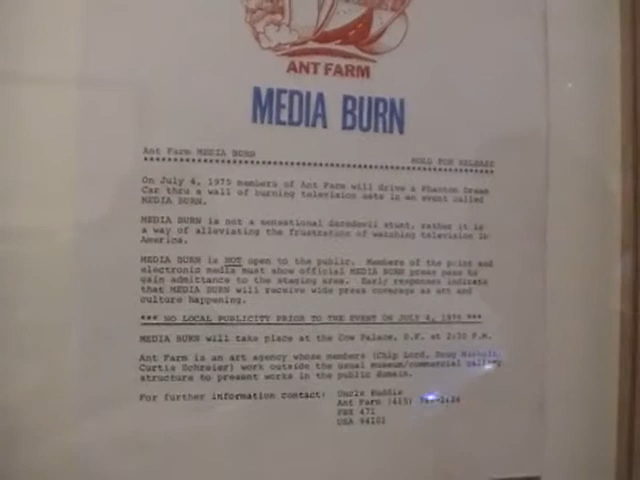 ANT FARM
MEDIA BURN
Ant Farm MEDIA BURN HOLD FOR RELEASE
On July 4, 1975 members of Ant Farm will drive a Phantom Dream
Car thru a wall of burning television sets in an event called
MEDIA BURN.
MEDIA BURN is not a sensational daredevil stunt, rather it is
a way of alleviating the frustration of watching television in
America.
MEDIA BURN is NOT open to the public. Members of the print and
electronic media must show official MEDIA BURN press pass to
gain admittance to the staging area. Early responses indicate
that MEDIA BURN will receive wide press coverage as art and
culture happening.
*** NO LOCAL PUBLICITY PRIOR TO THE EVENT ON JULY 4, 1975 ***
MEDIA BURN will take place at the Cow Palace, S.F. at 2:30 P.m.
Ant Farm is an art agency whose members (Chip Lord, Doug Michels,
Curtis Schreier) work outside the usual museum/commercial gallery
structure to present works in the public domain.
For further information contact: Uncle Buddie
Ant Farm (415)
PBX 471
USA 94101